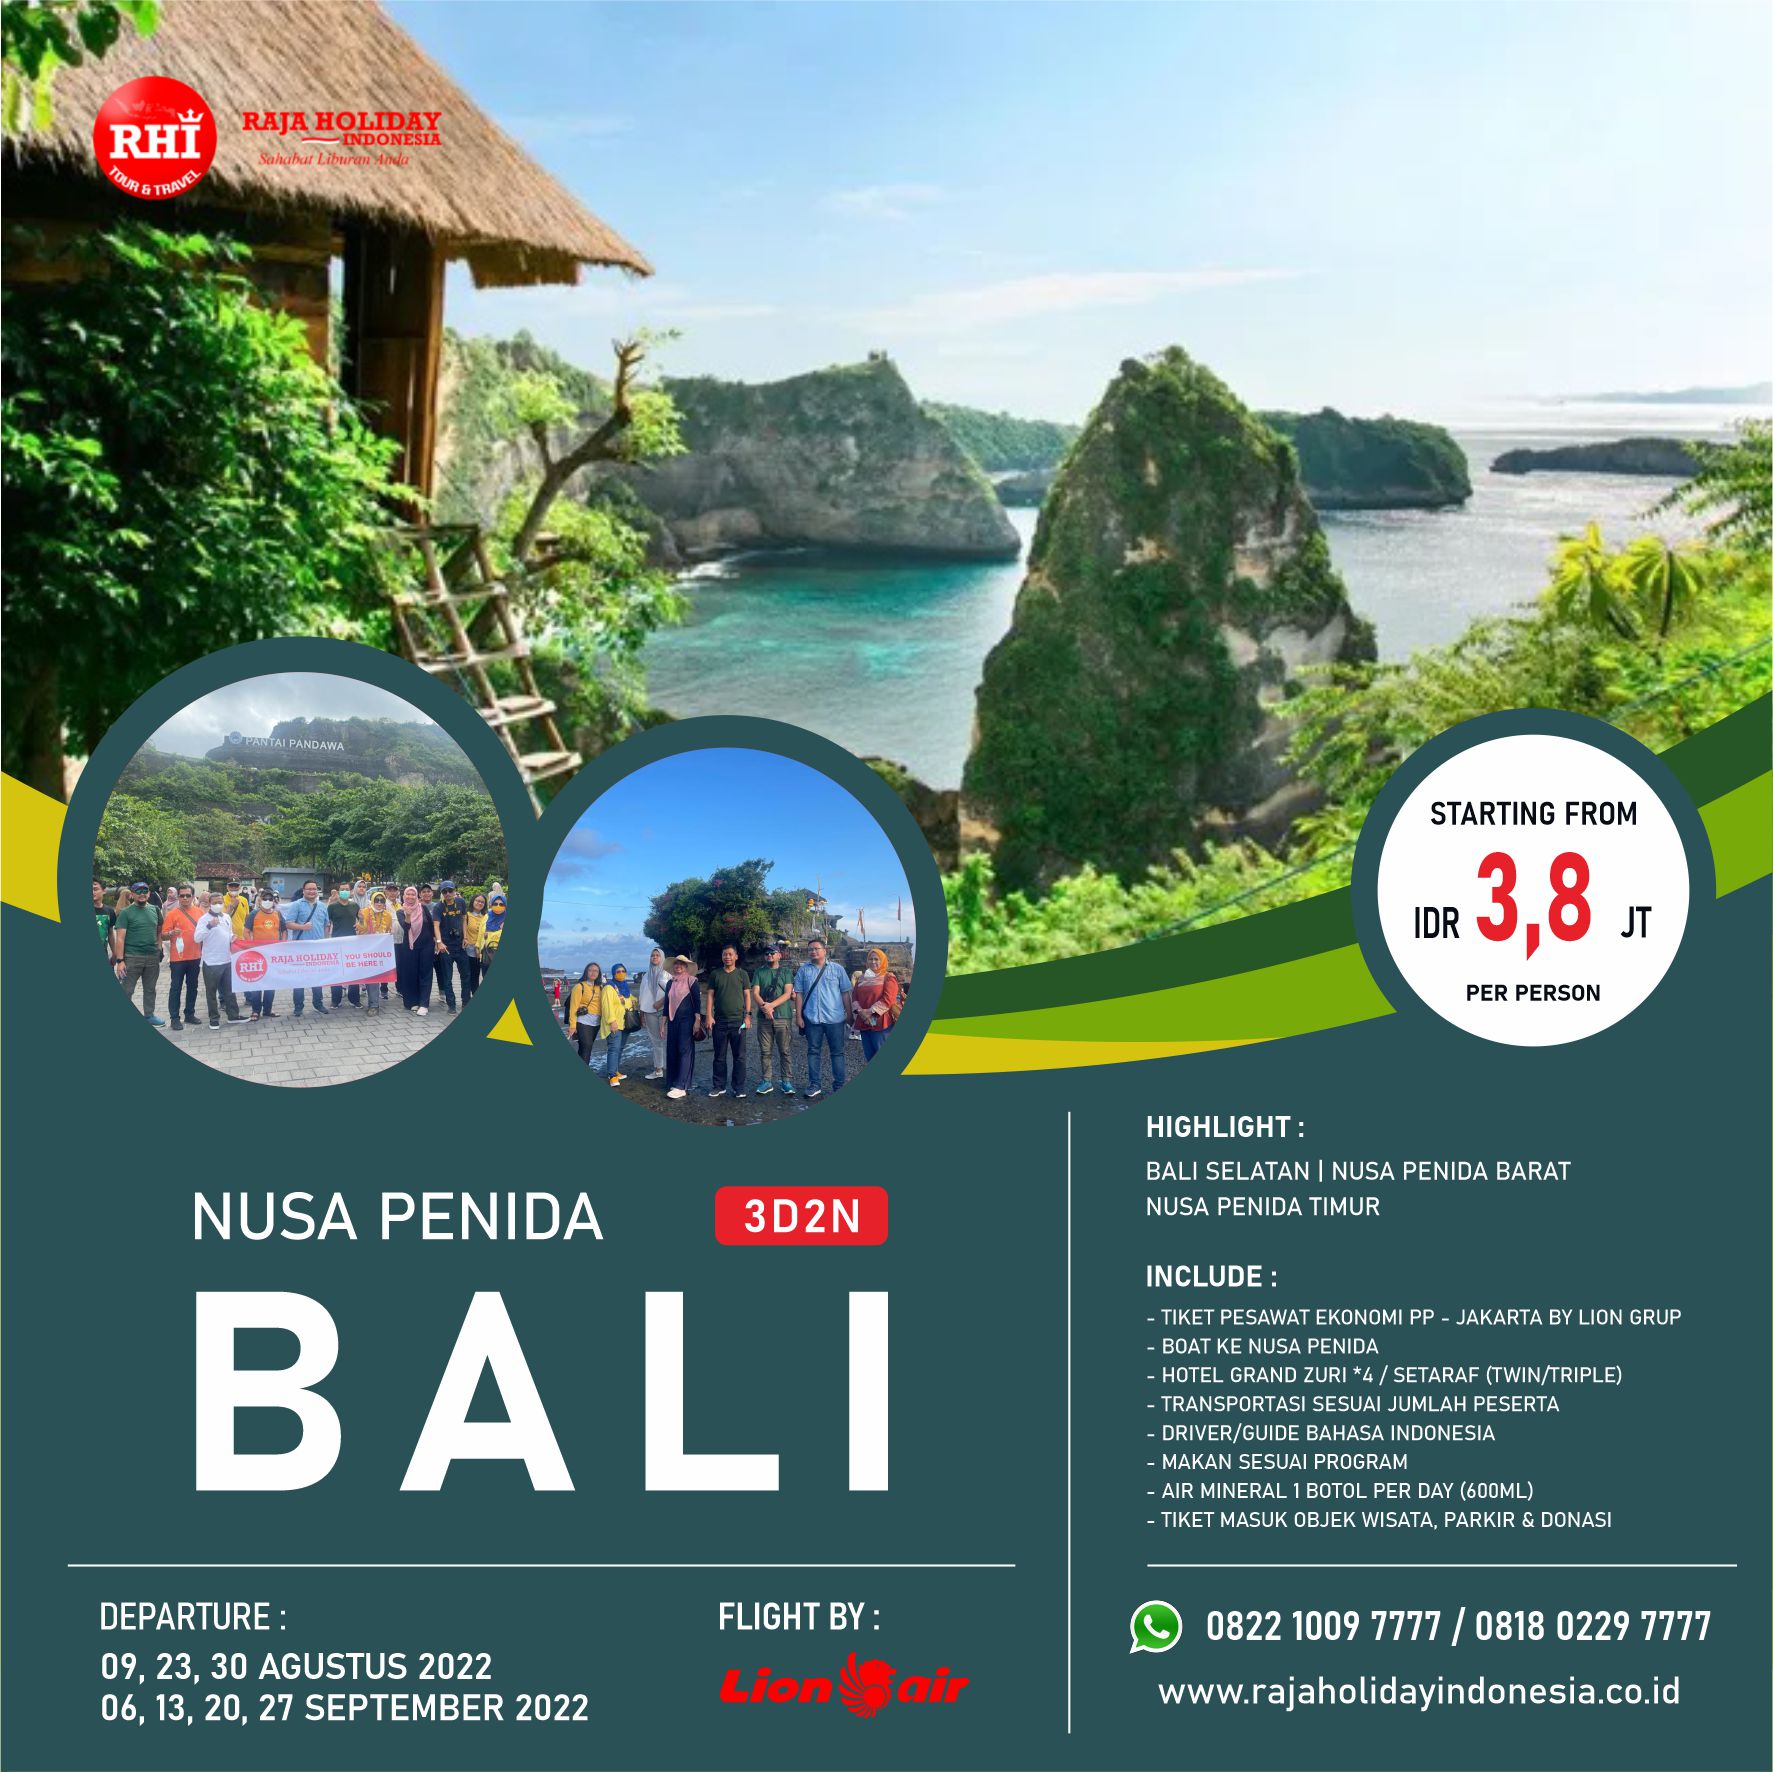 RHI
TOUR & TRAVEL
RAJA HOLIDAY
INDONESIA
Sahabat Liburan Anda
PANTAI PANDAWA
RHI
RAJA HOLIDAY
INDONESIA
YOU SHOULD
BE HERE !!
STARTING FROM
IDR 3,8 JT
PER PERSON
NUSA PENIDA
3D2N
BALI
HIGHLIGHT :
BALI SELATAN | NUSA PENIDA BARAT
NUSA PENIDA TIMUR
INCLUDE :
- TIKET PESAWAT EKONOMI PP - JAKARTA BY LION GRUP
- BOAT KE NUSA PENIDA
- HOTEL GRAND ZURI *4 / SETARAF (TWIN/TRIPLE)
- TRANSPORTASI SESUAI JUMLAH PESERTA
- DRIVER/GUIDE BAHASA INDONESIA
- MAKAN SESUAI PROGRAM
- AIR MINERAL 1 BOTOL PER DAY (600ML)
- TIKET MASUK OBJEK WISATA, PARKIR & DONASI
DEPARTURE :
09, 23, 30 AGUSTUS 2022
06, 13, 20, 27 SEPTEMBER 2022
FLIGHT BY :
Lion air
0822 1009 7777 / 0818 0229 7777
www.rajaholidayindonesia.co.id